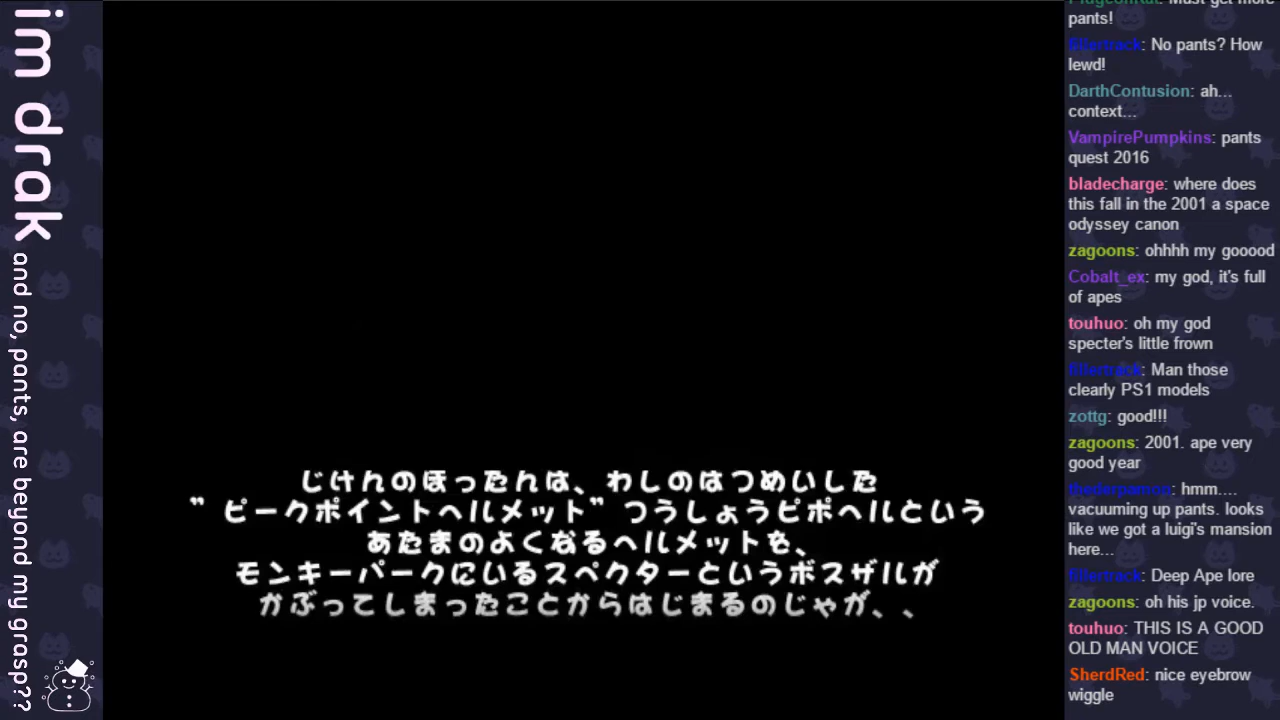 im drak and no, pants, are beyond my grasp??
じけんのほったんは、わしのはつめいした
”ピークポイントヘルメット”つうしょうピポヘルという
あたまのよくなるヘルメットを、
モンキーパークにいるスペクターというボスザルが
かぶってしまったことからはじまるのじゃが、、
Must get more
pants!
fillertrack: No pants? How
lewd!
DarthContusion: ah...
context...
VampirePumpkins: pants
quest 2016
bladecharge: where does
this fall in the 2001 a space
odyssey canon
zagoons: ohhhh my gooood
Cobalt_ex: my god, it's full
of apes
touhuo: oh my god
specter's little frown
fillertrack: Man those
clearly PS1 models
zottg: good!!!
zagoons: 2001. ape very
good year
thederpamon: hmm....
vacuuming up pants. looks
like we got a luigi's mansion
here...
fillertrack: Deep Ape lore
zagoons: oh his jp voice.
touhuo: THIS IS A GOOD
OLD MAN VOICE
SherdRed: nice eyebrow
wiggle